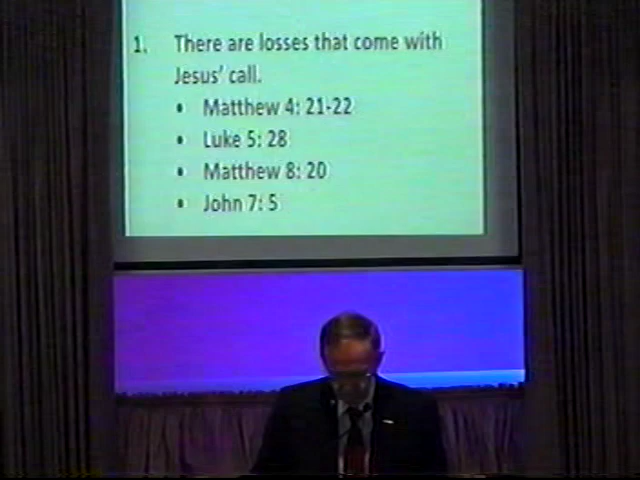 1. There are losses that come with
Jesus' call.
• Matthew 4: 21-22
• Luke 5: 28
• Matthew 8: 20
• John 7: 5